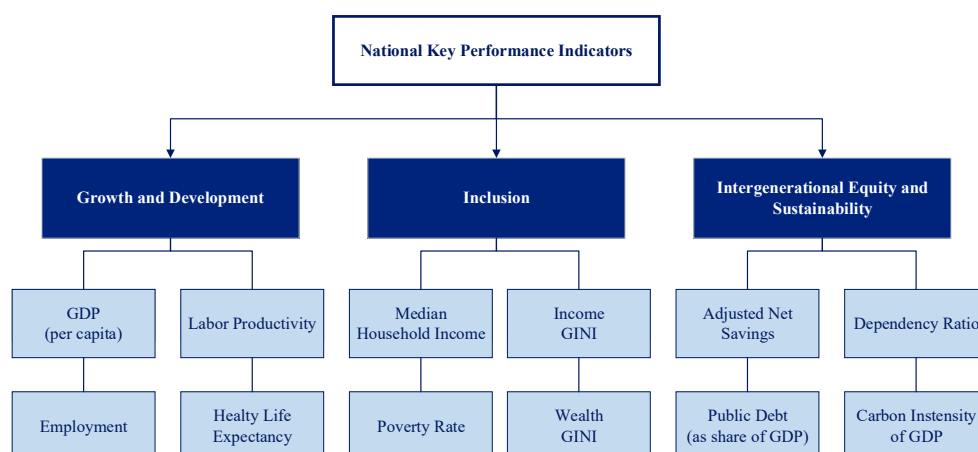 National Key Performance Indicators
Growth and Development
Inclusion
Intergenerational Equity and
Sustainability
GDP
(per capita)
Labor Productivity
Median
Household Income
Income
GINI
Adjusted Net
Savings
Dependency Ratio
Employment
Healty Life
Expectancy
Poverty Rate
Wealth
GINI
Public Debt
(as share of GDP)
Carbon Instensity
of GDP